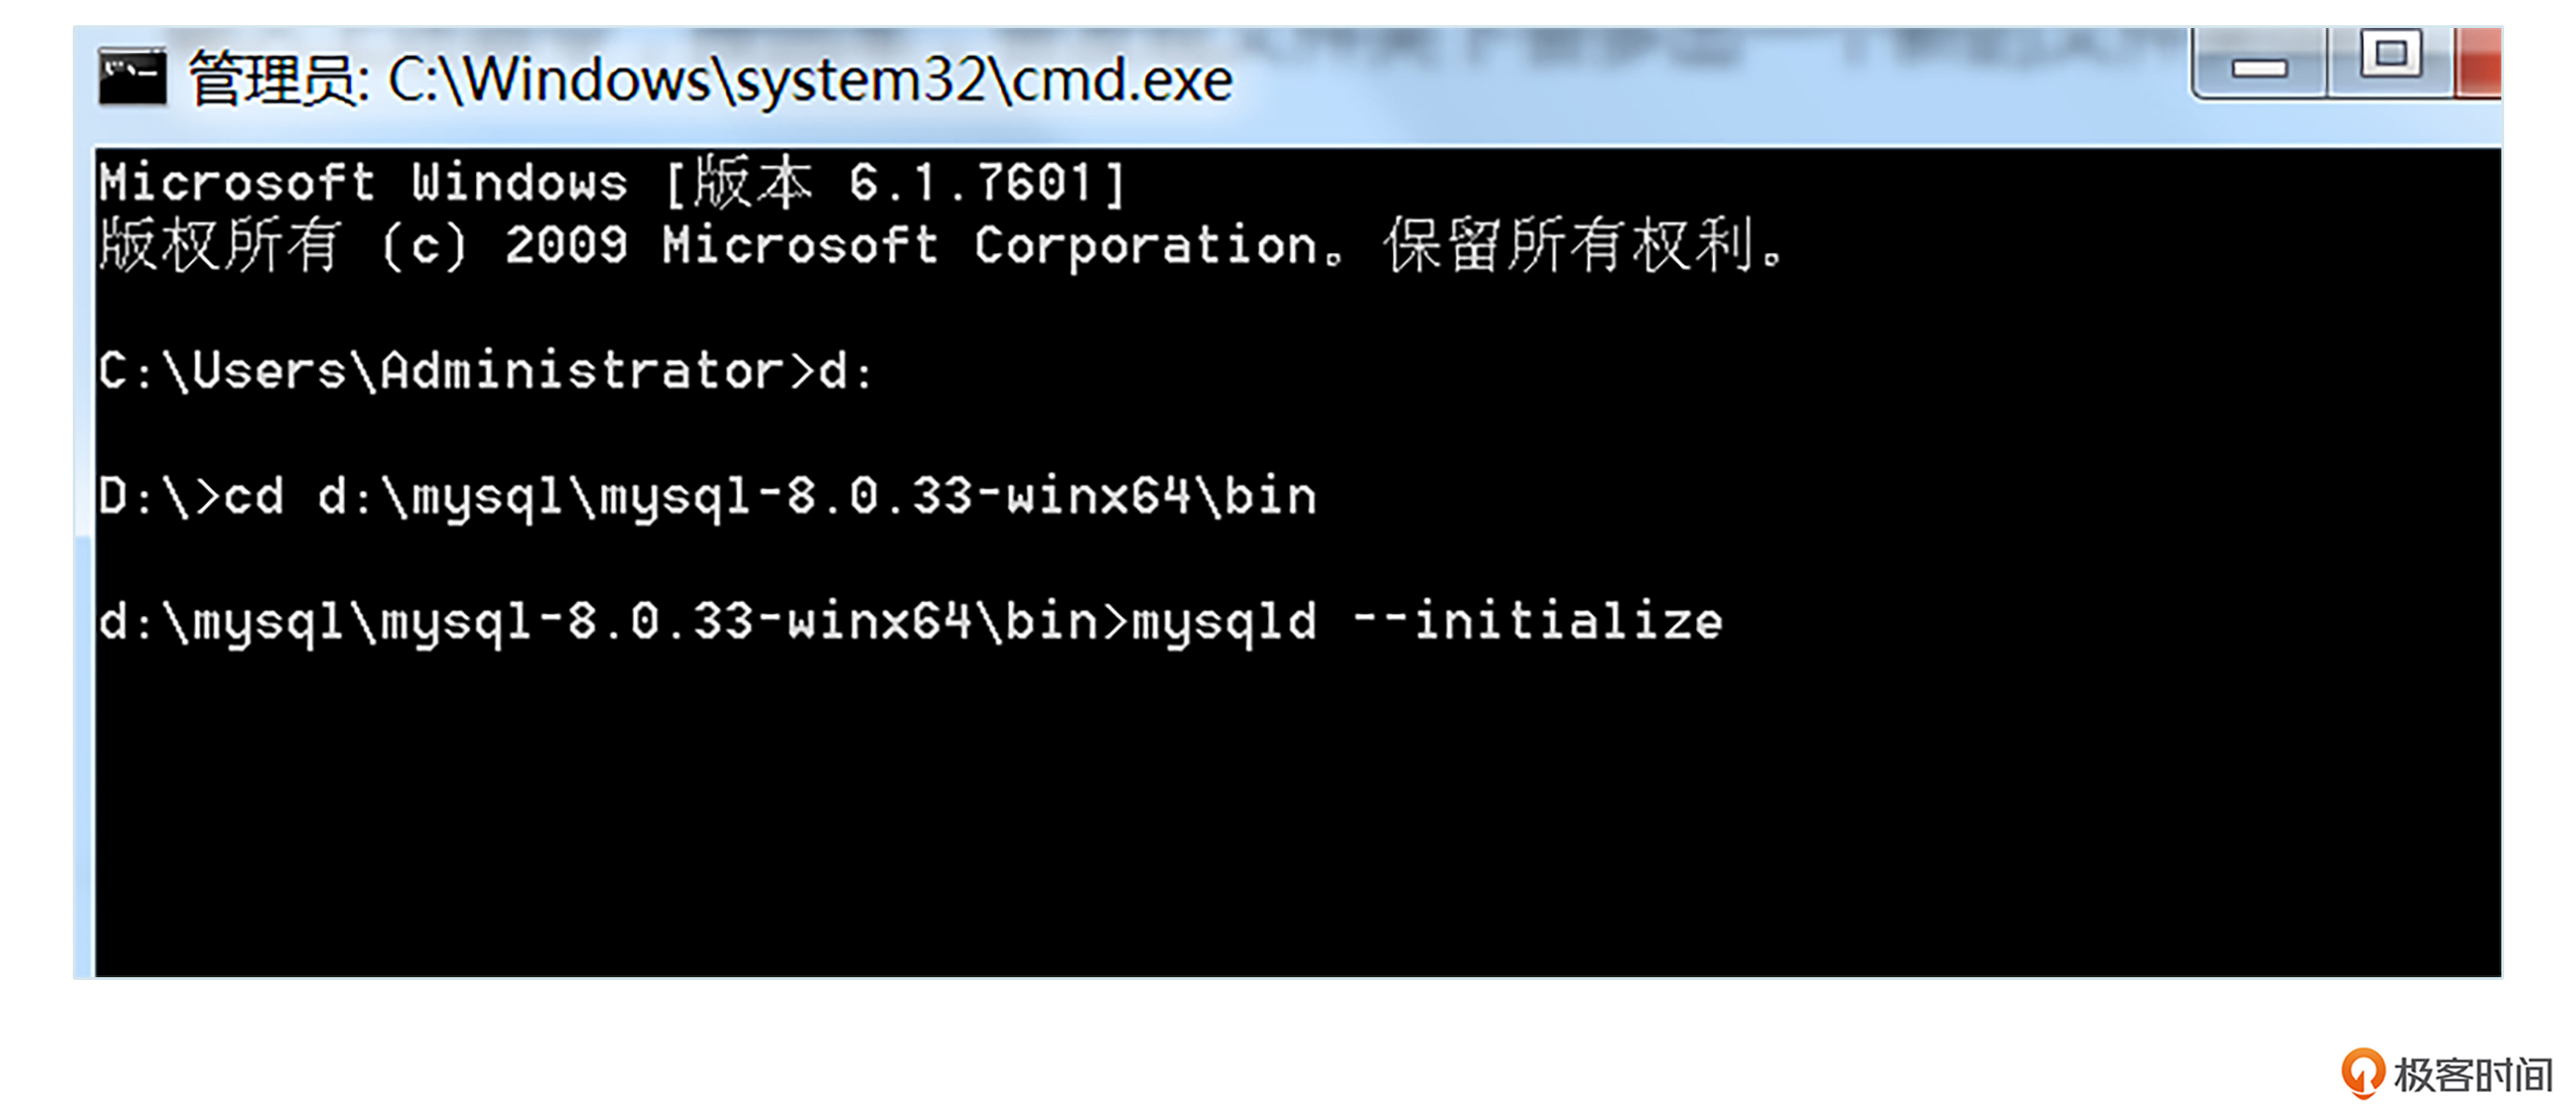 管理员: C:\Windows\system32\cmd.exe
Microsoft Windows [版本 6.1.7601]
版权所有 (c) 2009 Microsoft Corporation。保留所有权利。
C:\Users\Administrator>d:
D:\>cd d:\mysql\mysql-8.0.33-winx64\bin
d:\mysql\mysql-8.0.33-winx64\bin>mysqld --initialize
极客时间